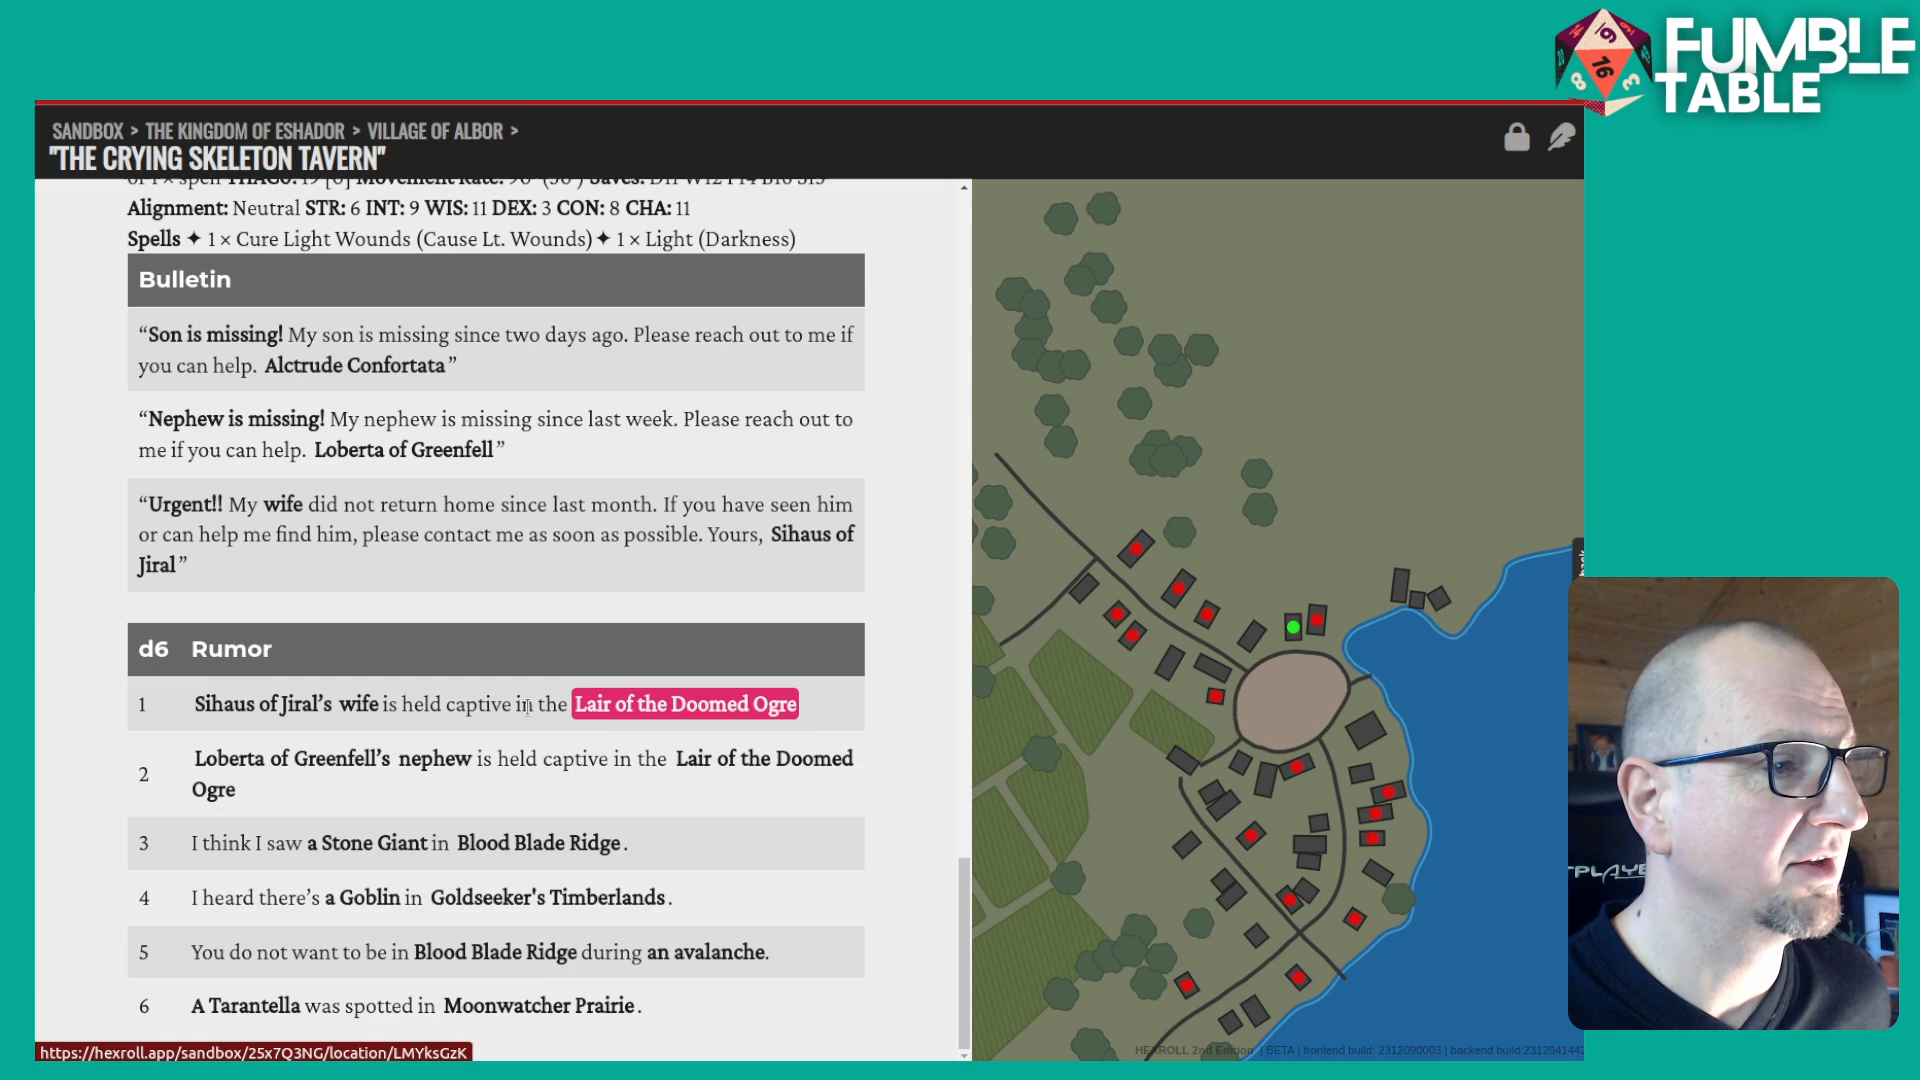 FUMBLE
TABLE
SANDBOX > THE KINGDOM OF ESHADOR > VILLAGE OF ALBOR >
"THE CRYING SKELETON TAVERN"
Alignment: Neutral STR: 6 INT: 9 WIS: 11 DEX: 3 CON: 8 CHA: 11
Spells ✦ 1 × Cure Light Wounds (Cause Lt. Wounds) ✦ 1 × Light (Darkness)
Bulletin
“Son is missing! My son is missing since two days ago. Please reach out to me if
you can help. Alctrude Confortata ”
“Nephew is missing! My nephew is missing since last week. Please reach out to
me if you can help. Loberta of Greenfell ”
“Urgent!! My wife did not return home since last month. If you have seen him
or can help me find him, please contact me as soon as possible. Yours, Sihaus of
Jiral ”
d6 Rumor
1 Sihaus of Jiral’s wife is held captive in the Lair of the Doomed Ogre
2 Loberta of Greenfell’s nephew is held captive in the Lair of the Doomed
Ogre
3 I think I saw a Stone Giant in Blood Blade Ridge .
4 I heard there’s a Goblin in Goldseeker's Timberlands .
5 You do not want to be in Blood Blade Ridge during an avalanche.
6 A Tarantella was spotted in Moonwatcher Prairie .
https://hexroll.app/sandbox/25x7Q3NG/location/LMYksGzK
HEXROLL 2nd Edition | BETA | frontend build: 2312090003 | backend build:2312041442